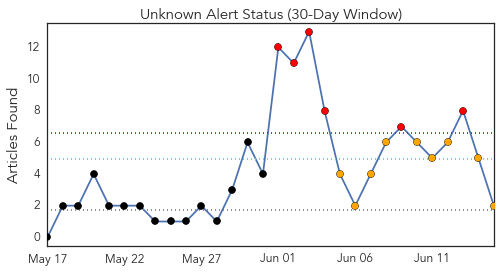 Unknown Alert Status (30-Day Window)
Articles Found
12
10
8
6
4
2
0
May 17 May 22 May 27 Jun 01 Jun 06 Jun 11